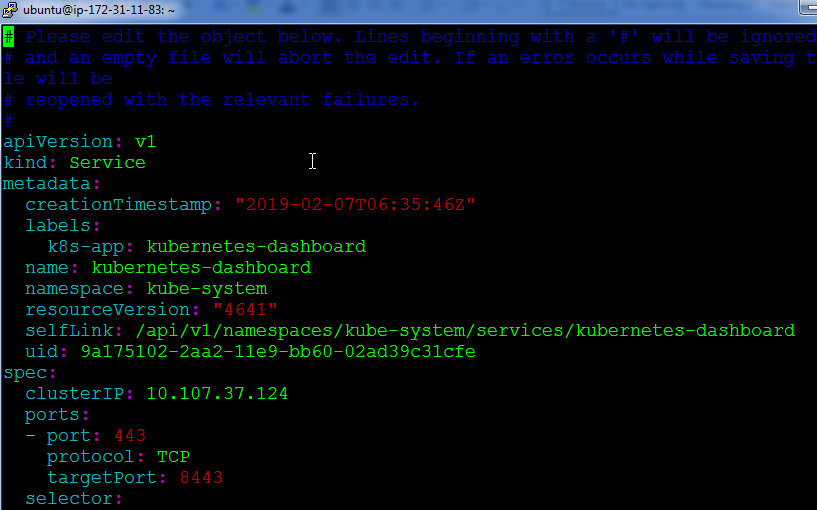 ubuntu@ip-172-31-11-83: ~
# Please edit the object below. Lines beginning with a '#' will be ignored
# and an empty file will abort the edit. If an error occurs while saving t
le will be
# reopened with the relevant failures.
#
apiVersion: v1
kind: Service
metadata:
  creationTimestamp: "2019-02-07T06:35:46Z"
  labels:
    k8s-app: kubernetes-dashboard
  name: kubernetes-dashboard
  namespace: kube-system
  resourceVersion: "4641"
  selfLink: /api/v1/namespaces/kube-system/services/kubernetes-dashboard
  uid: 9a175102-2aa2-11e9-bb60-02ad39c31cfe
spec:
  clusterIP: 10.107.37.124
  ports:
  - port: 443
    protocol: TCP
    targetPort: 8443
  selector: